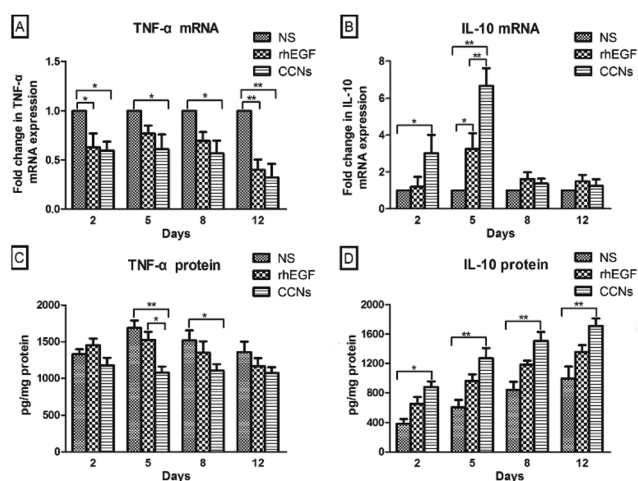 A
TNF-α mRNA
NS
rhEGF
CCNs
Fold change in TNF-α
mRNA expression
1.5
1.0
0.5
0.0
*
*
*
*
**
**
2 5 8 12
Days
B
IL-10 mRNA
NS
rhEGF
CCNs
Fold change in IL-10
mRNA expression
8
6
4
2
0
*
**
**
*
2 5 8 12
Days
C
TNF-α protein
NS
rhEGF
CCNs
pg/mg protein
2000
1500
1000
500
0
**
*
*
2 5 8 12
Days
D
IL-10 protein
NS
rhEGF
CCNs
pg/mg protein
2000
1600
1200
800
400
0
*
**
**
**
2 5 8 12
Days